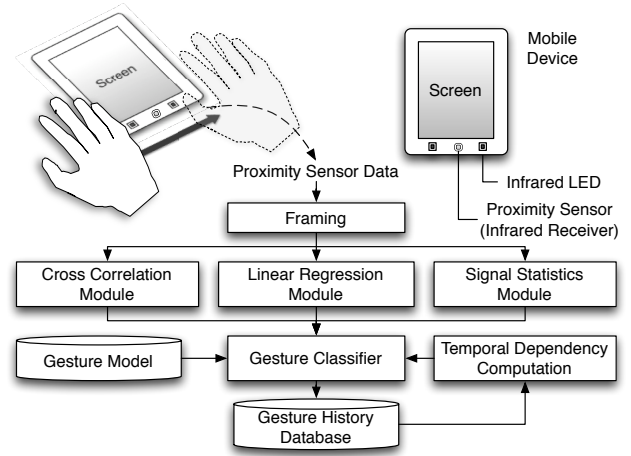 Screen
Mobile
Device
Screen
Proximity Sensor Data
Infrared LED
Proximity Sensor
(Infrared Receiver)
Framing
Cross Correlation
Module
Linear Regression
Module
Signal Statistics
Module
Gesture Model
Gesture Classifier
Temporal Dependency
Computation
Gesture History
Database